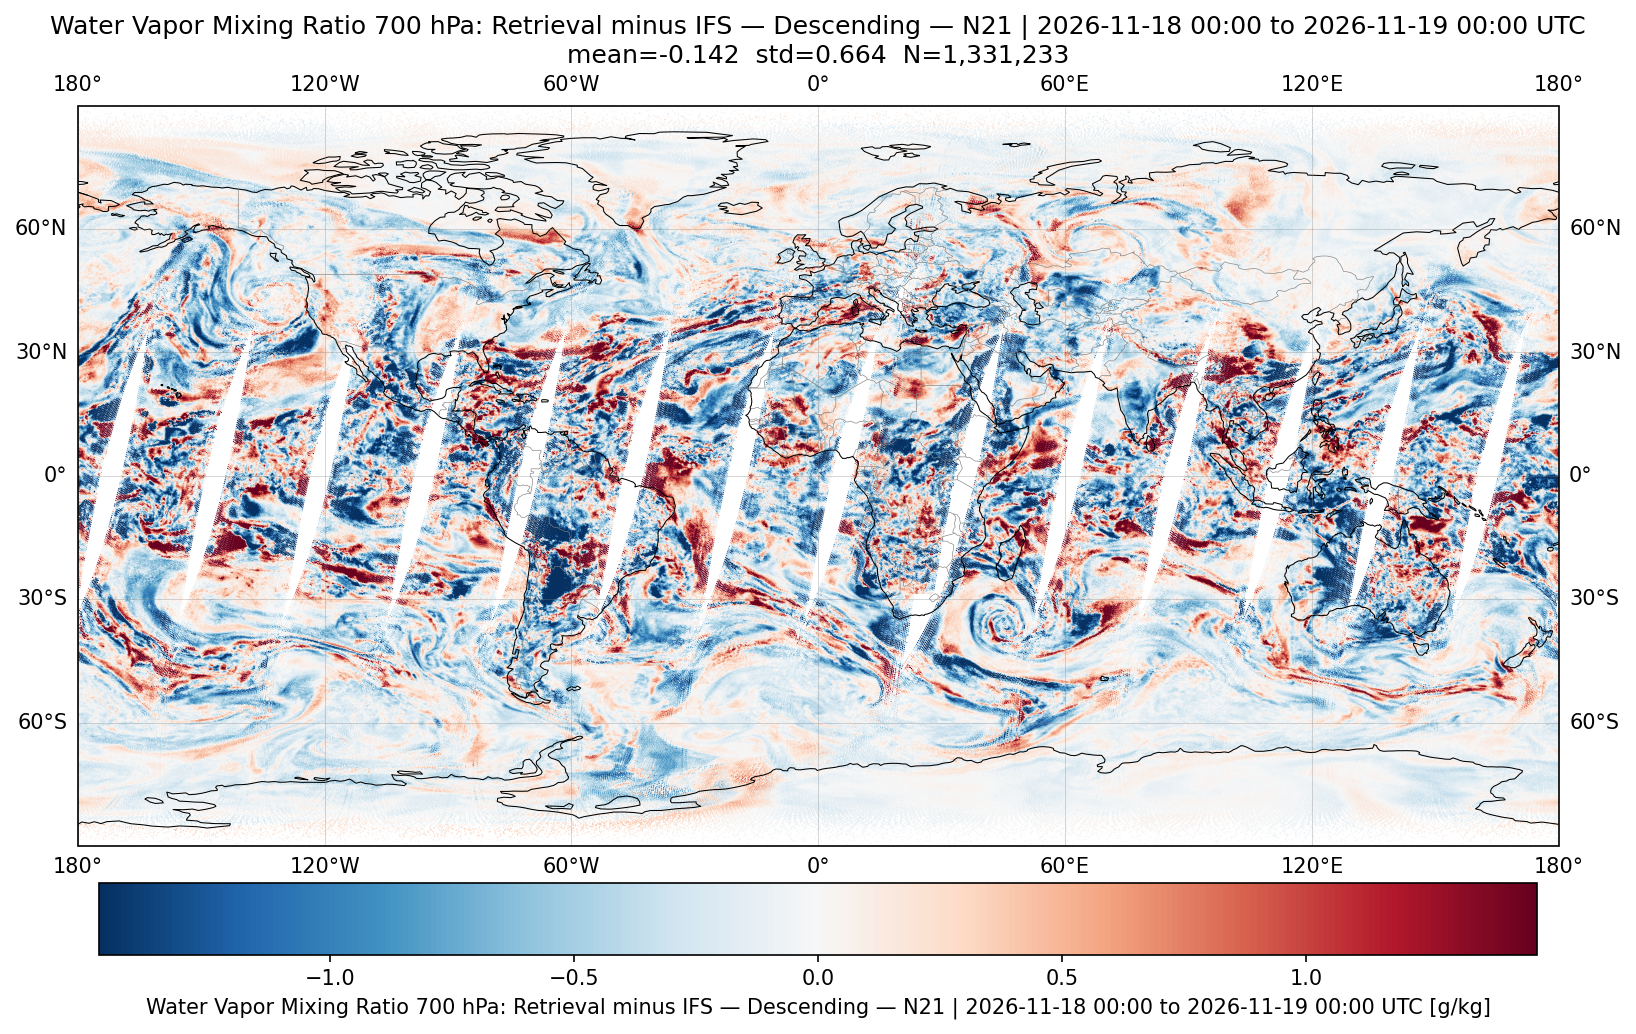 Water Vapor Mixing Ratio 700 hPa: Retrieval minus IFS — Descending — N21 | 2026-11-18 00:00 to 2026-11-19 00:00 UTC
mean=-0.142 std=0.664 N=1,331,233
180° 120°W 60°W 0° 60°E 120°E 180°
60°N 60°N
30°N 30°N
0° 0°
30°S 30°S
60°S 60°S
180° 120°W 60°W 0° 60°E 120°E 180°
−1.0 −0.5 0.0 0.5 1.0
Water Vapor Mixing Ratio 700 hPa: Retrieval minus IFS — Descending — N21 | 2026-11-18 00:00 to 2026-11-19 00:00 UTC [g/kg]